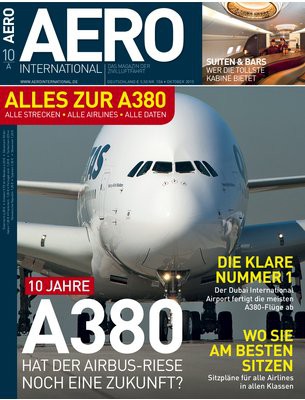 AERO
10
A
AERO
INTERNATIONAL
DAS MAGAZIN DER
ZIVILLUFTFAHRT
WWW.AEROINTERNATIONAL.DE
SUITEN & BARS
WER DIE TOLLSTE
KABINE BIETET
ALLES ZUR A380
ALLE STRECKEN • ALLE AIRLINES • ALLE DATEN
DIE KLARE
NUMMER 1
Der Dubai International
Airport fertigt die meisten
A380-Flüge ab
10 JAHRE
A380
HAT DER AIRBUS-RIESE
NOCH EINE ZUKUNFT?
WO SIE
AM BESTEN
SITZEN
Sitzpläne für alle Airlines
in allen Klassen